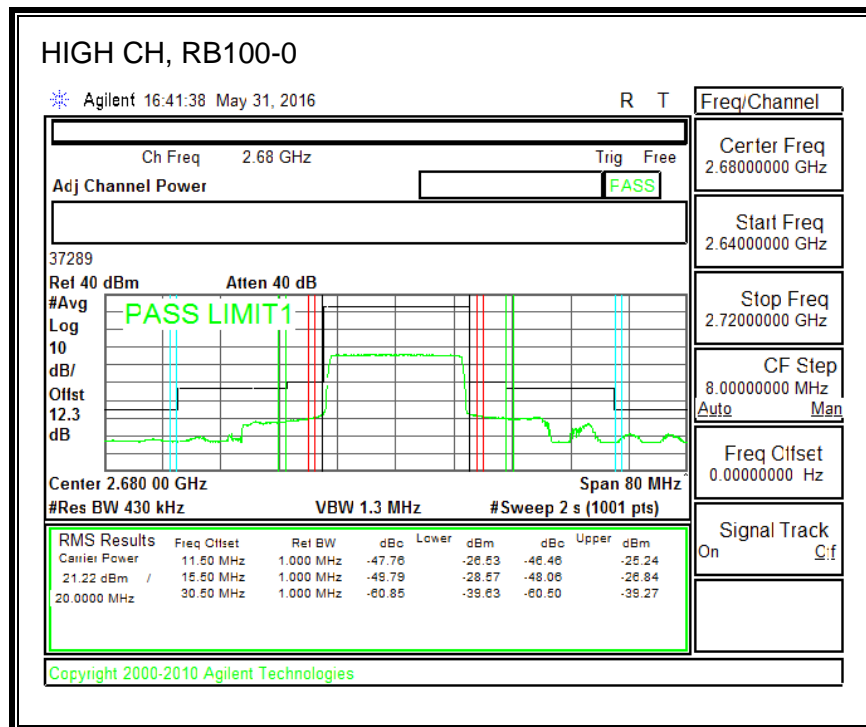 HIGH CH, RB100-0
Agilent 16:41:38 May 31, 2016 R T
Freq/Channel
Ch Freq 2.68 GHz Trig Free
Adj Channel Power PASS
Center Freq
2.68000000 GHz
Start Freq
2.64000000 GHz
Stop Freq
2.72000000 GHz
CF Step
8.00000000 MHz
Auto Man
Freq Offset
0.00000000 Hz
Signal Track
On Off
37289
Ref 40 dBm Atten 40 dB
#Avg
Log
10
dB/
Offst
12.3
dB
PASS LIMIT1
Center 2.680 00 GHz Span 80 MHz
#Res BW 430 kHz VBW 1.3 MHz #Sweep 2 s (1001 pts)
RMS Results Freq Offset Ref BW dBc Lower dBm dBc Upper dBm
Carrier Power 11.50 MHz 1.000 MHz -47.76 -26.53 -46.46 -25.24
21.22 dBm / 15.50 MHz 1.000 MHz -49.79 -28.57 -48.06 -26.84
20.0000 MHz 30.50 MHz 1.000 MHz -60.85 -39.63 -60.50 -39.27
Copyright 2000-2010 Agilent Technologies